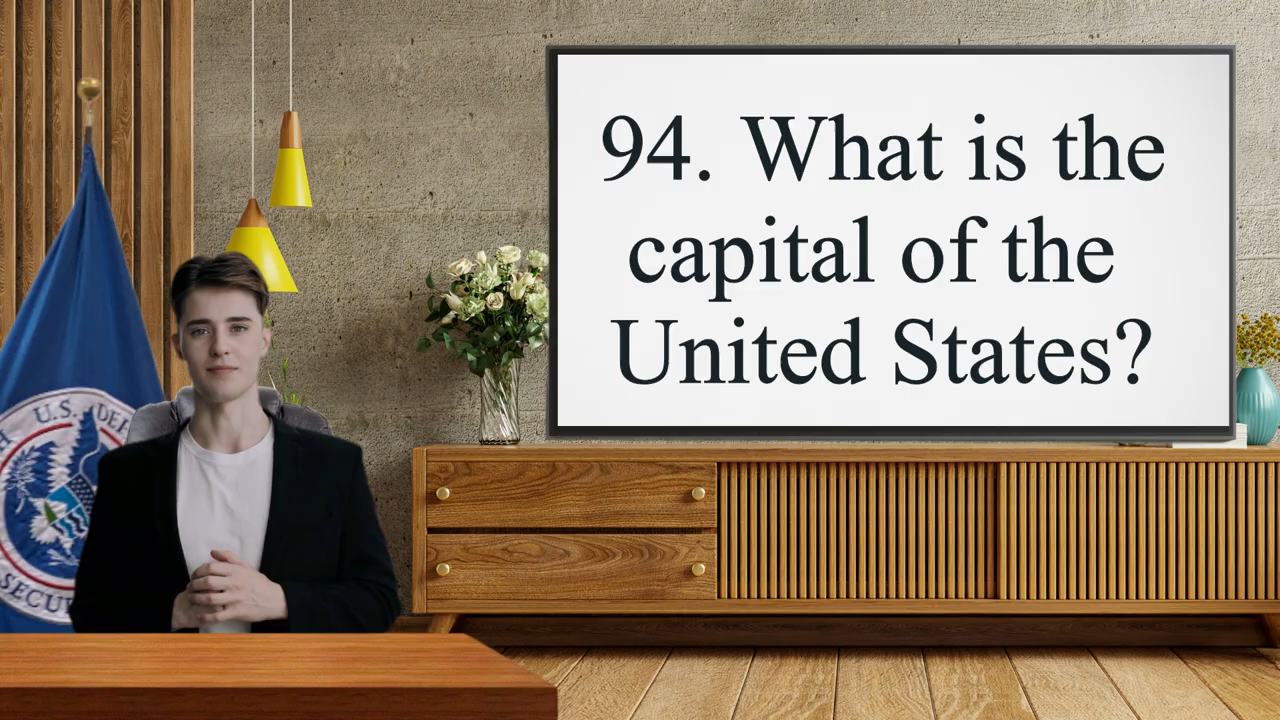 94. What is the
capital of the
United States?
U.S.
SECU